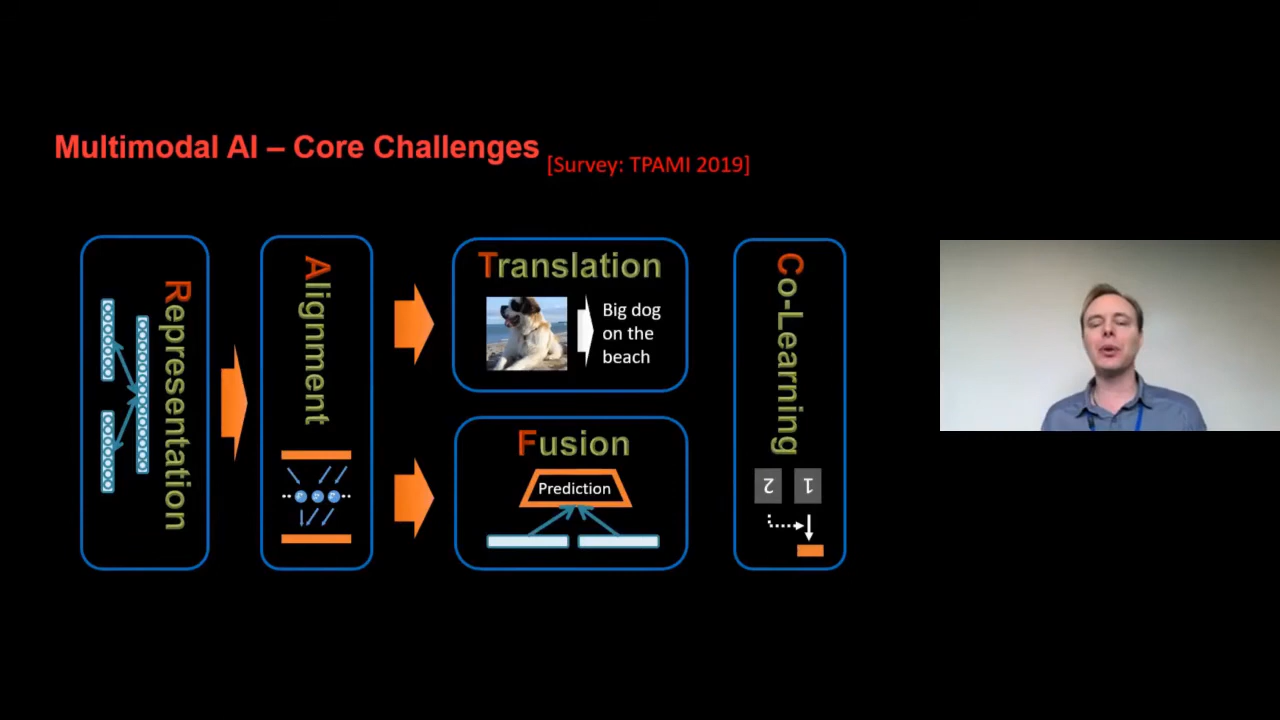 Multimodal AI – Core Challenges
[Survey: TPAMI 2019]
Representation
Alignment
Translation
Big dog
on the
beach
Fusion
Prediction
Co-Learning
2 1